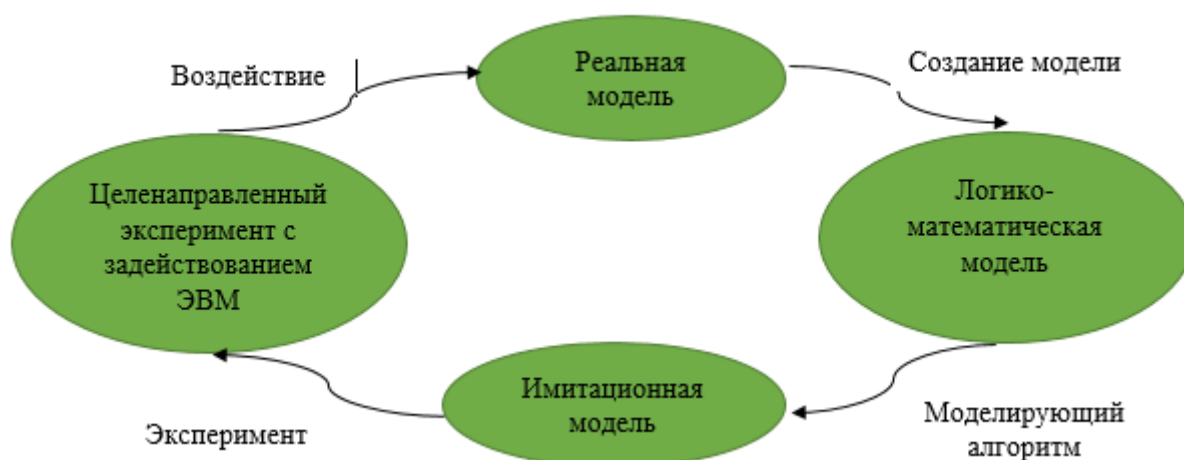 Воздействие
Реальная
модель
Создание модели
Целенаправленный
эксперимент с
задействованием
ЭВМ
Логико-
математическая
модель
Имитационная
модель
Эксперимент
Моделирующий
алгоритм